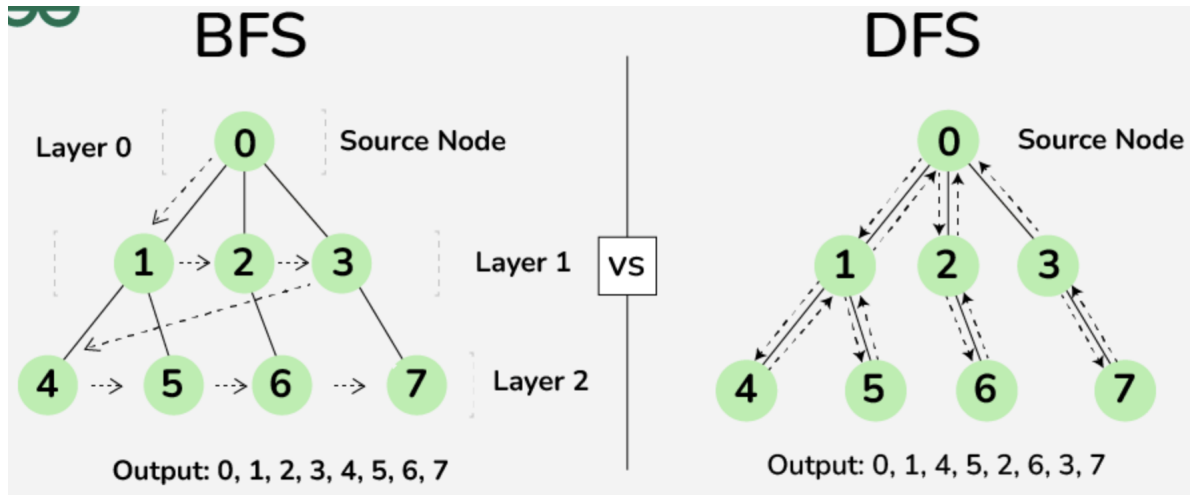 BFS
0
Layer 0
Source Node
1
2
3
Layer 1
4
5
6
7
Layer 2
Output: 0, 1, 2, 3, 4, 5, 6, 7
vs
DFS
0
Source Node
1
2
3
4
5
6
7
Output: 0, 1, 4, 5, 2, 6, 3, 7